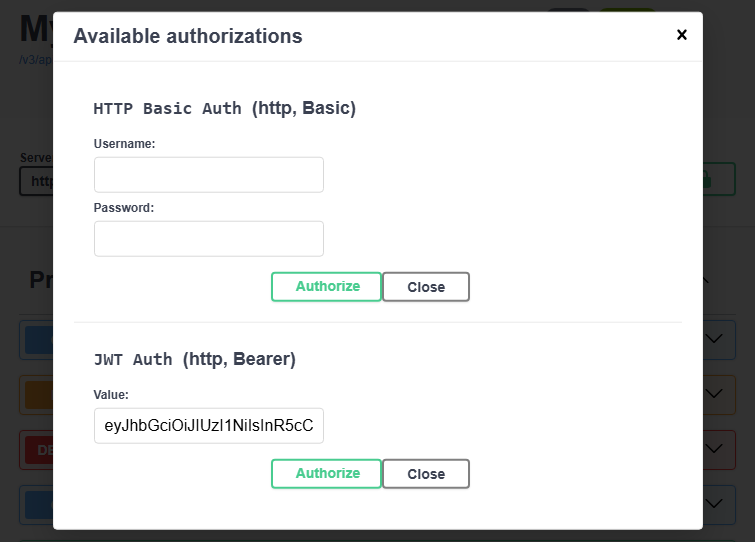 My
/v3/ap
Available authorizations
HTTP Basic Auth (http, Basic)
Username:
Password:
Authorize
Close
Serve
http
Pr
JWT Auth (http, Bearer)
Value:
eyJhbGciOiJIUzI1NiIsInR5cC
DE
Authorize
Close